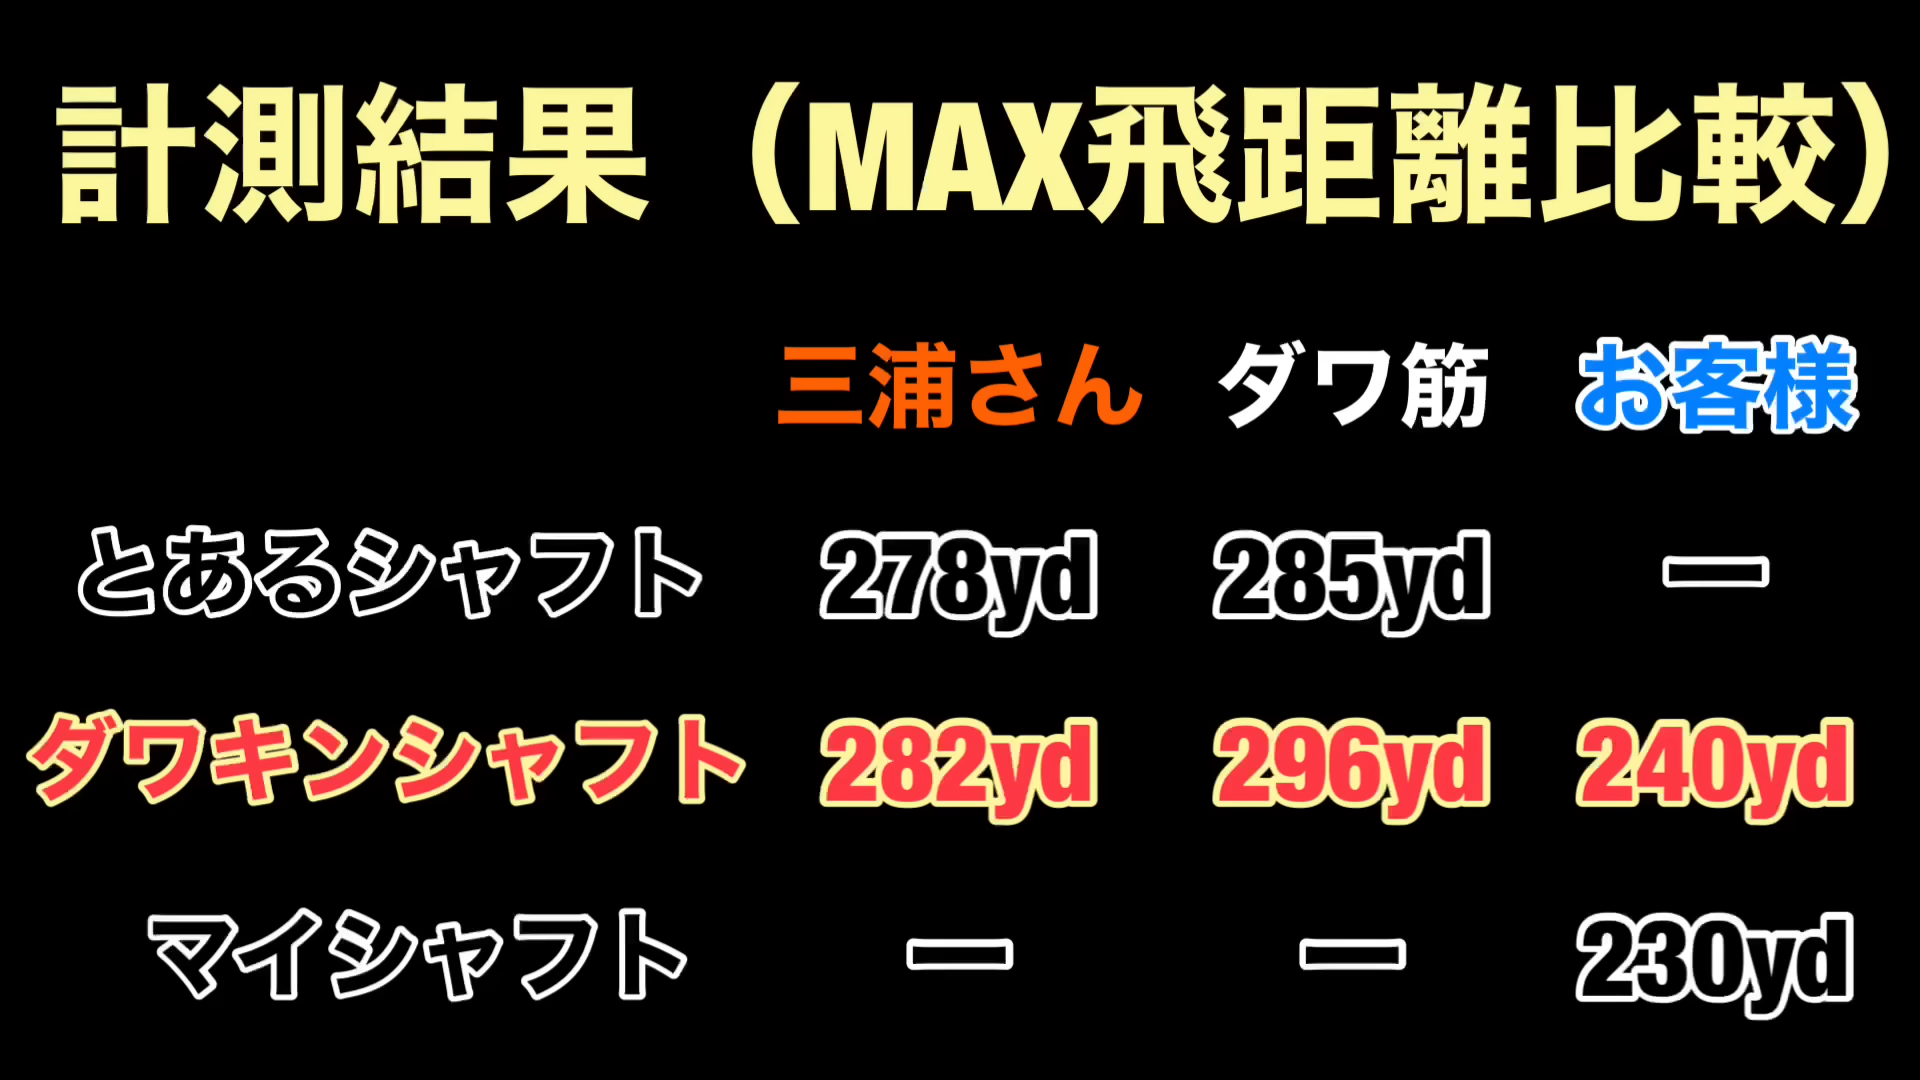 計測結果（MAX飛距離比較）
三浦さん ダワ筋 お客様
とあるシャフト 278yd 285yd ー
ダワキンシャフト 282yd 296yd 240yd
マイシャフト ー ー 230yd